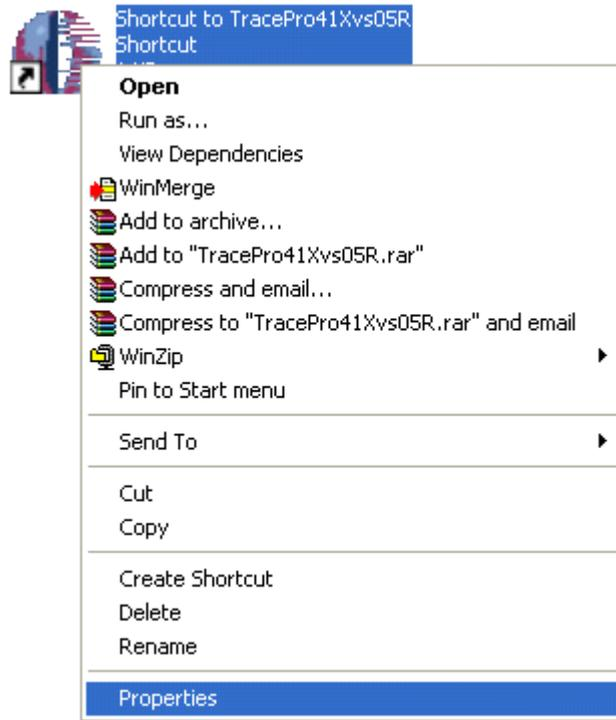 Shortcut to TracePro41Xvs05R
Shortcut
Open
Run as...
View Dependencies
WinMerge
Add to archive...
Add to "TracePro41Xvs05R.rar"
Compress and email...
Compress to "TracePro41Xvs05R.rar" and email
WinZip
Pin to Start menu
Send To
Cut
Copy
Create Shortcut
Delete
Rename
Properties